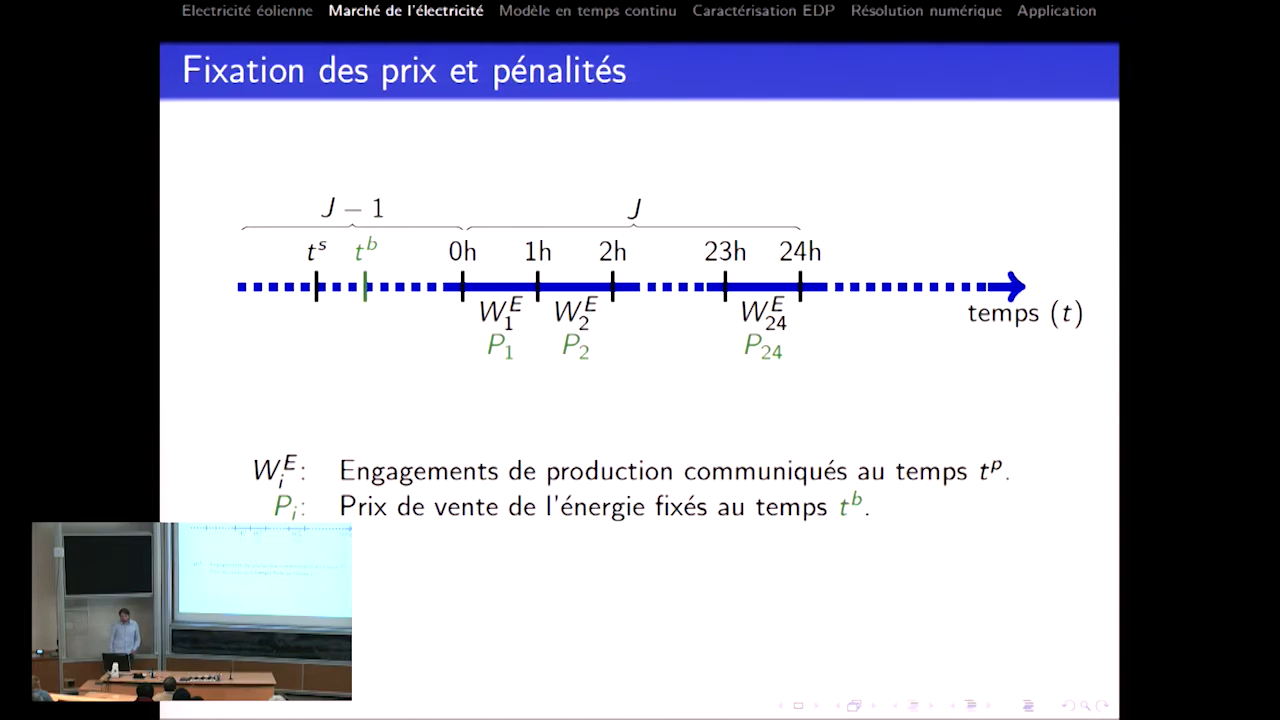 Electricité éolienne Marché de l'électricité Modèle en temps continu Caractérisation EDP Résolution numérique Application
Fixation des prix et pénalités
J − 1 J
t^s t^b 0h 1h 2h 23h 24h
W_1^E W_2^E W_24^E
temps (t)
P_1 P_2 P_24
W_i^E: Engagements de production communiqués au temps t^p.
P_i: Prix de vente de l'énergie fixés au temps t^b.